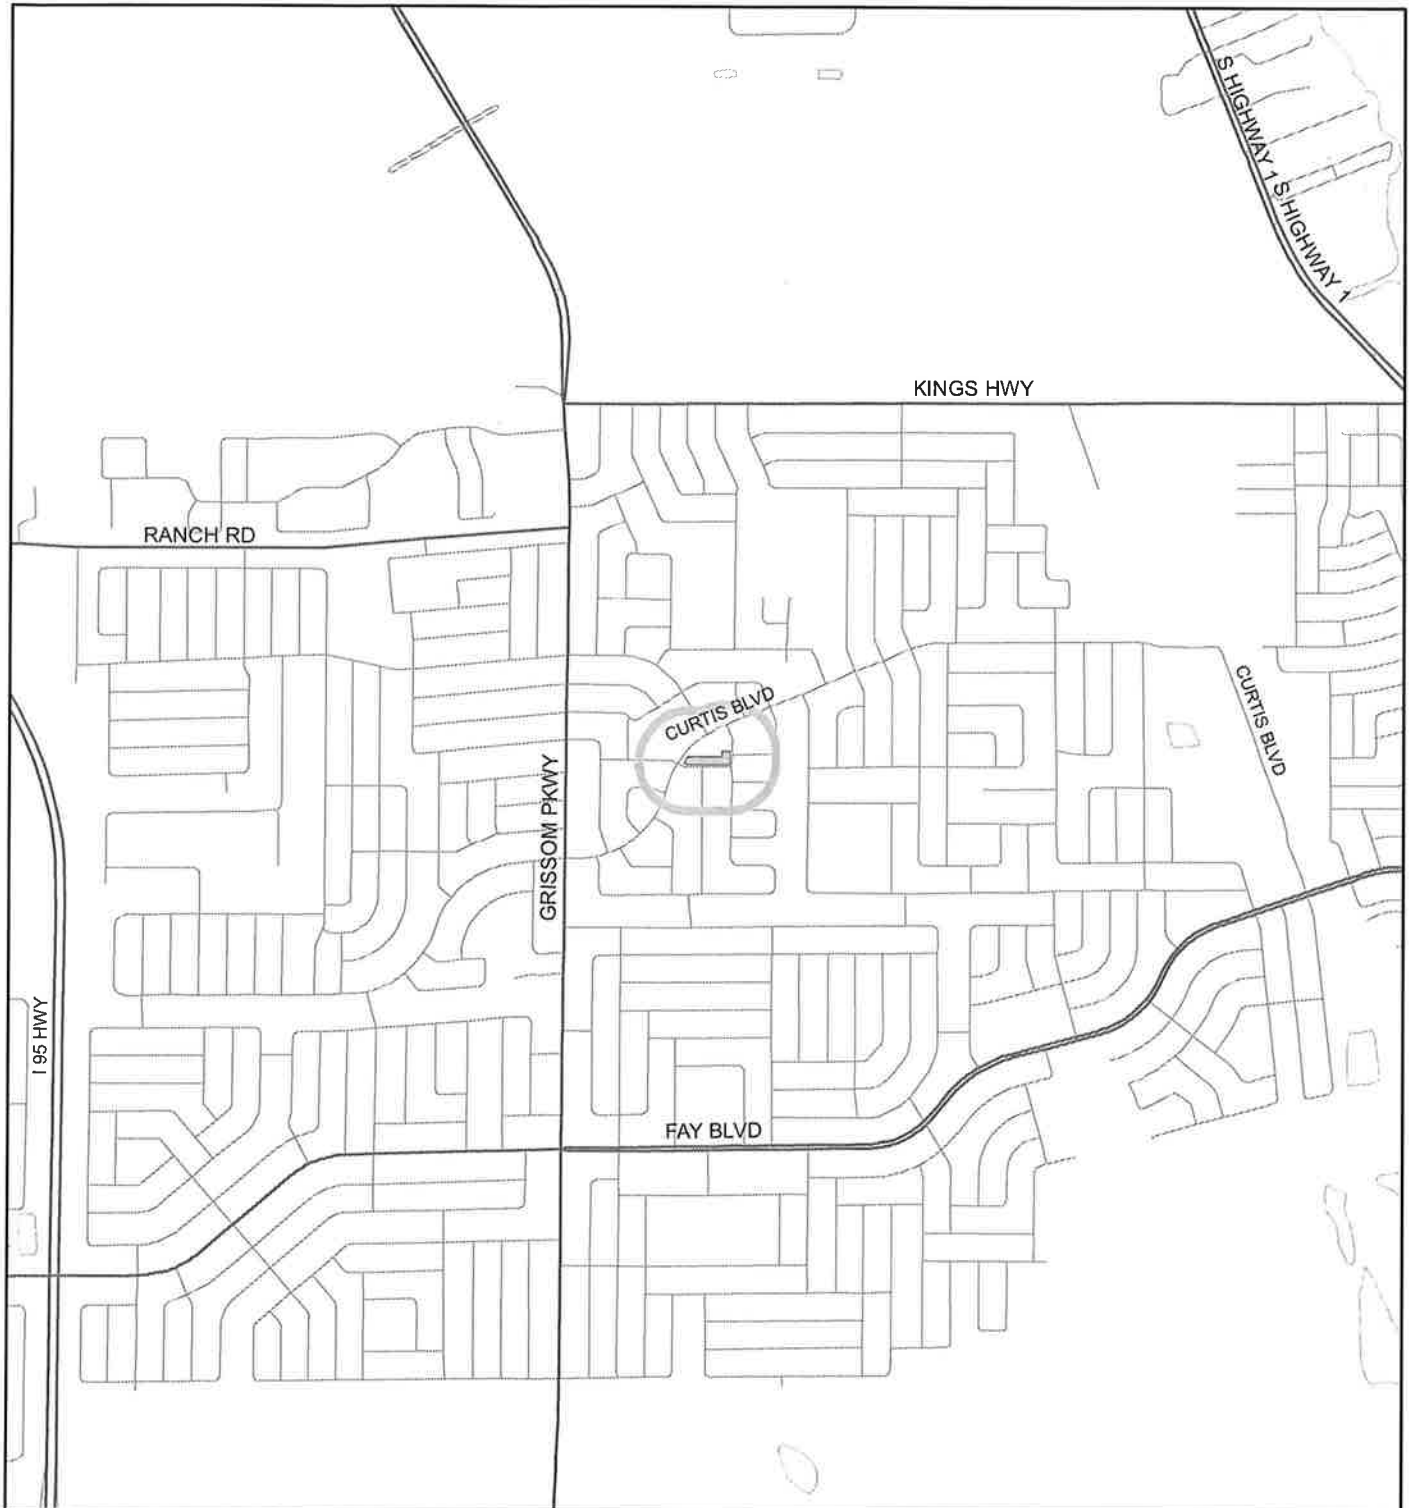 S HIGHWAY 1
S HIGHWAY 1
KINGS HWY
RANCH RD
CURTIS BLVD
CURTIS BLVD
GRISSOM PKWY
I 95 HWY
FAY BLVD